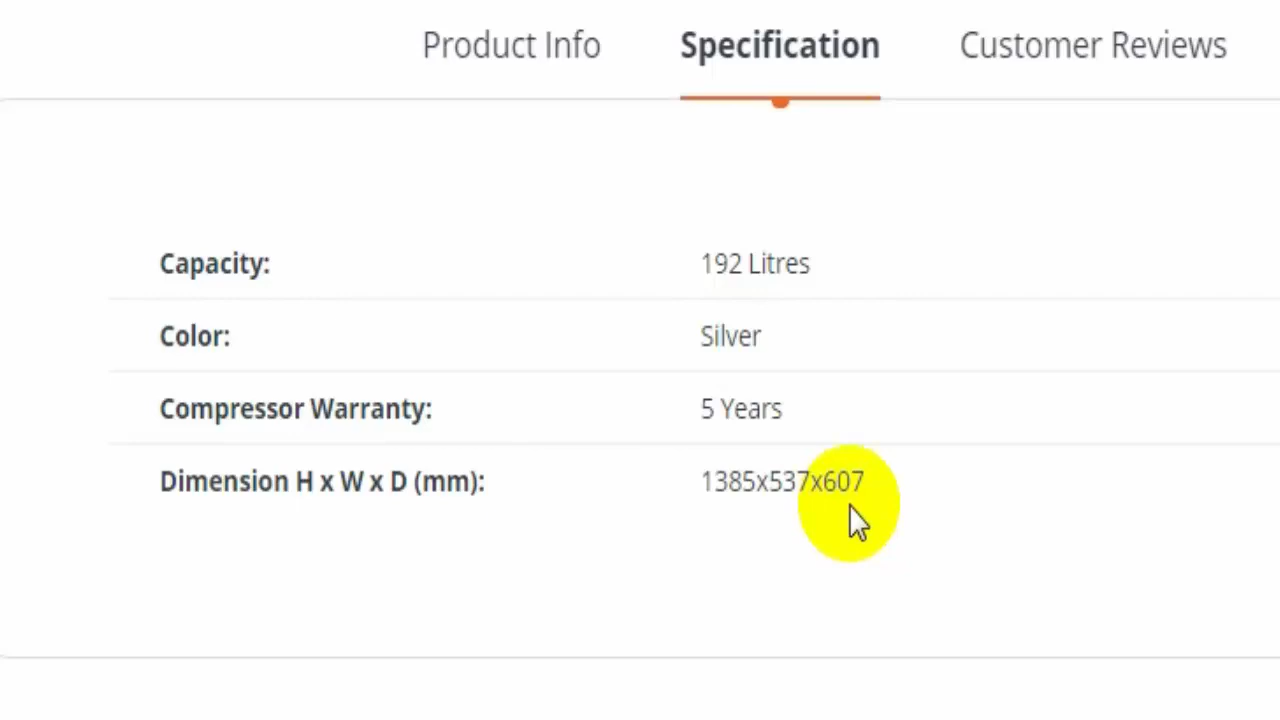 Product Info Specification Customer Reviews
Capacity: 192 Litres
Color: Silver
Compressor Warranty: 5 Years
Dimension H x W x D (mm): 1385x537x607